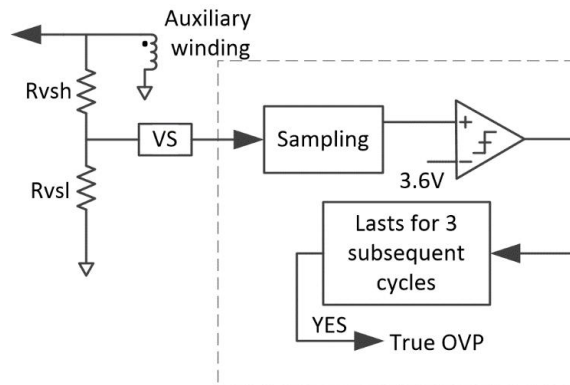 Auxiliary
winding
Rvsh
VS
Sampling
+
−
3.6V
Rvsl
Lasts for 3
subsequent
cycles
YES
True OVP